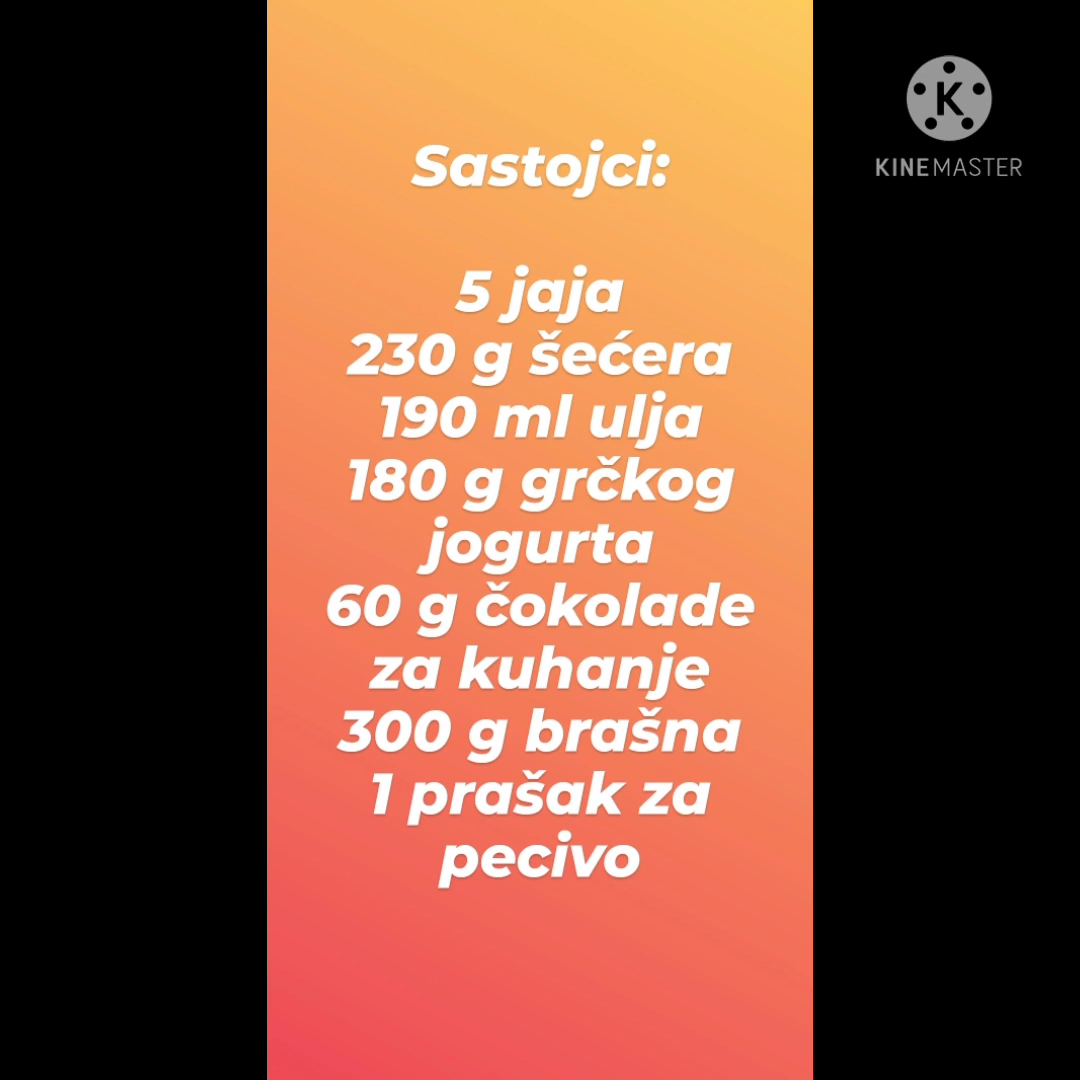 Sastojci:
5 jaja
230 g šećera
190 ml ulja
180 g grčkog
jogurta
60 g čokolade
za kuhanje
300 g brašna
1 prašak za
pecivo
K
KINEMASTER